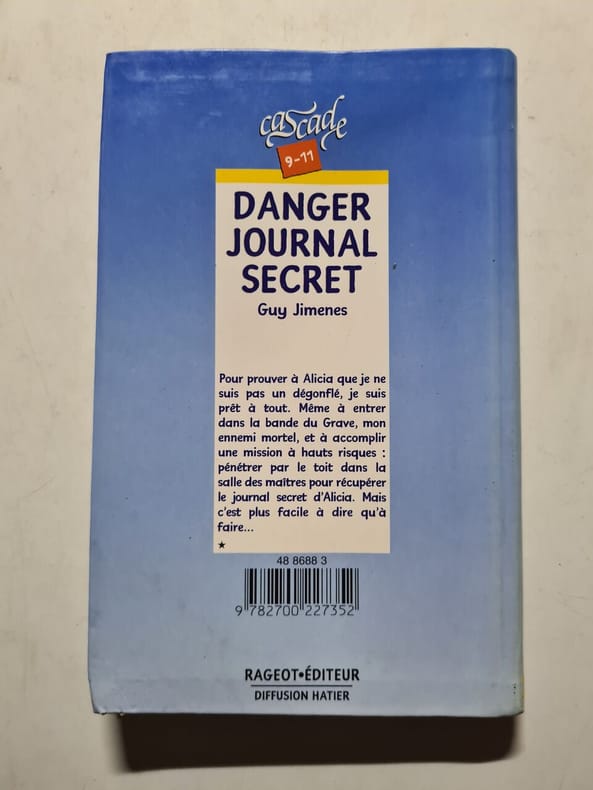 cascade
9-11
DANGER
JOURNAL
SECRET
Guy Jimenes
Pour prouver à Alicia que je ne
suis pas un dégonflé, je suis
prêt à tout. Même à entrer
dans la bande du Grave, mon
ennemi mortel, et à accomplir
une mission à hauts risques :
pénétrer par le toit dans la
salle des maîtres pour récupérer
le journal secret d'Alicia. Mais
c'est plus facile à dire qu'à
faire...
★
48 8688 3
9 782700 227352
RAGEOT•ÉDITEUR
DIFFUSION HATIER